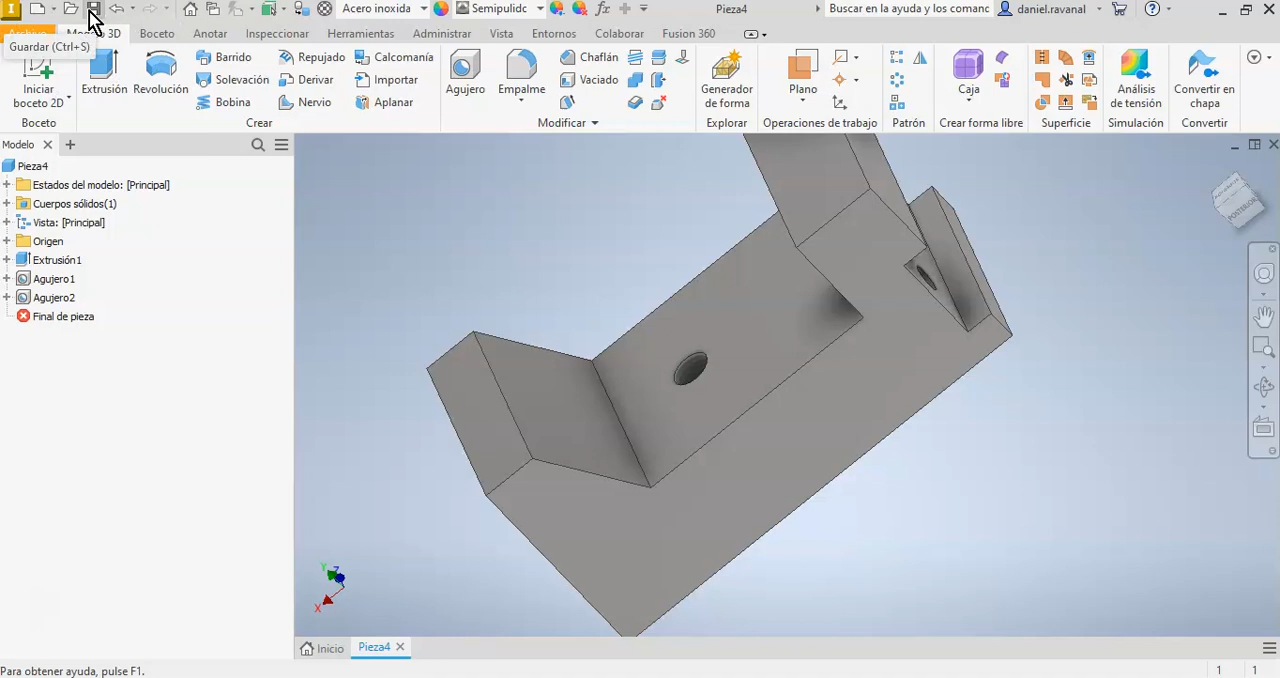 I Acero inoxida Semipulidc fx Pieza4 Buscar en la ayuda y los comanc daniel.ravanal ?
3D Boceto Anotar Inspeccionar Herramientas Administrar Vista Entornos Colaborar Fusion 360
Guardar (Ctrl+S)
Iniciar
boceto 2D
Extrusión
Revolución
Barrido
Solevación
Bobina
Repujado
Derivar
Nervio
Calcomanía
Importar
Aplanar
Agujero
Empalme
Chaflán
Vaciado
Generador
de forma
Plano
Caja
Análisis
de tensión
Convertir en
chapa
Boceto Crear Modificar Explorar Operaciones de trabajo Patrón Crear forma libre Superficie Simulación Convertir
Modelo
Pieza4
Estados del modelo: [Principal]
Cuerpos sólidos(1)
Vista: [Principal]
Origen
Extrusión1
Agujero1
Agujero2
Final de pieza
POSTERIOR
Y Z
X
Inicio Pieza4
Para obtener ayuda, pulse F1. 1 1